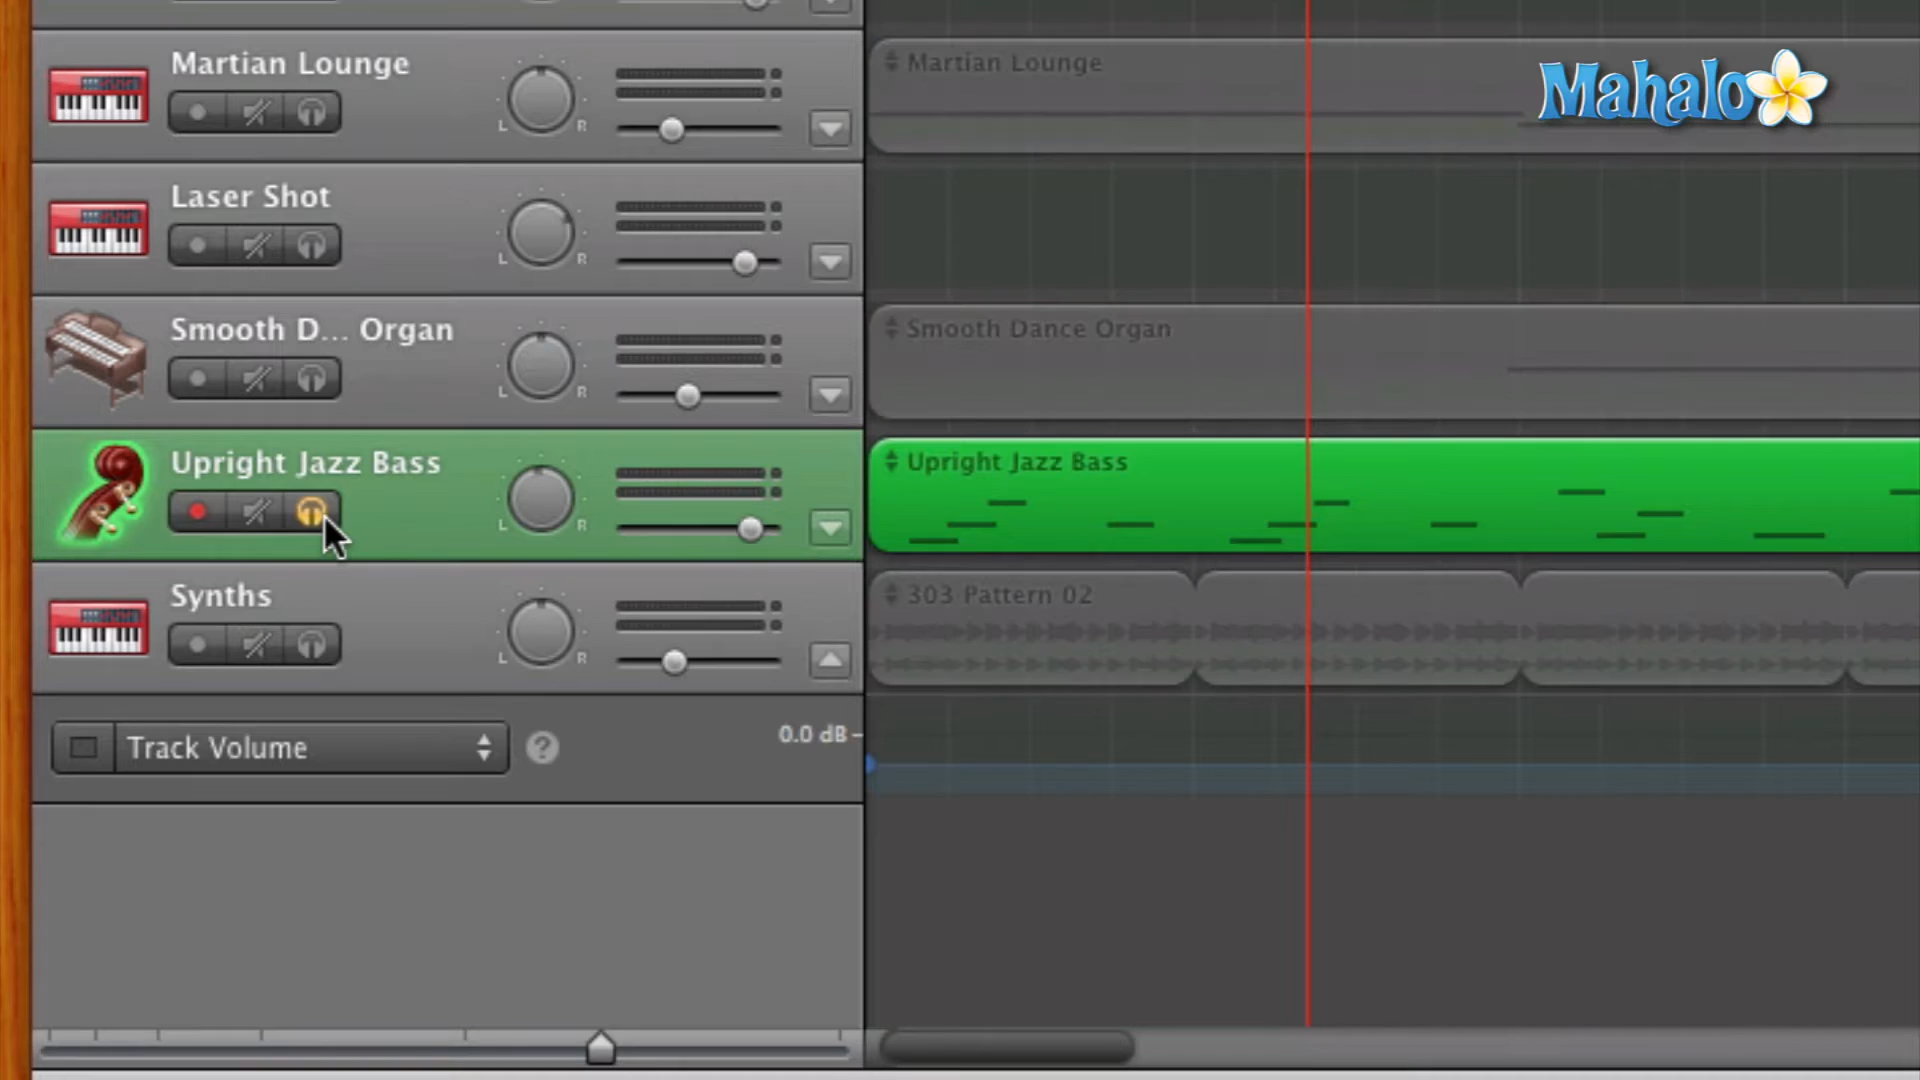 Martian Lounge
L R
Martian Lounge
Mahalo
Laser Shot
L R
Smooth D... Organ
L R
Smooth Dance Organ
Upright Jazz Bass
L R
Upright Jazz Bass
Synths
L R
303 Pattern 02
Track Volume
?
0.0 dB